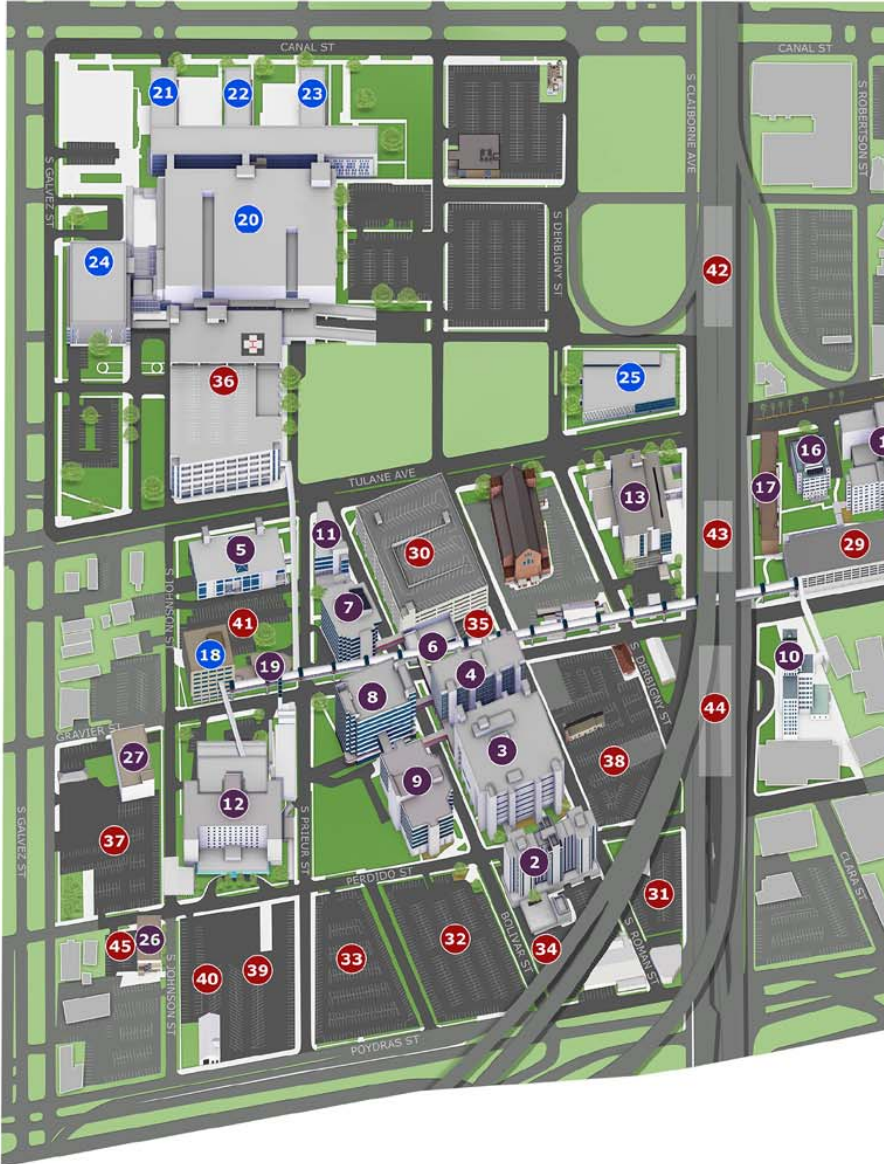 CANAL ST
CANAL ST
21
22
23
S CLAIBORNE AVE
S ROBERTSON ST
S GALVEZ ST
20
S DERBIGNY ST
24
42
36
25
TULANE AVE
16
13
17
11
30
43
29
5
S JOHNSON ST
7
41
35
6
18
19
4
S DERBIGNY ST
10
8
44
GRAVIER ST
27
3
38
9
12
S GALVEZ ST
S PRIEUR ST
37
2
PERDIDO ST
CLARA ST
31
BOLIVAR ST
S ROMAN ST
45
26
S JOHNSON ST
32
34
33
39
40
POYDRAS ST